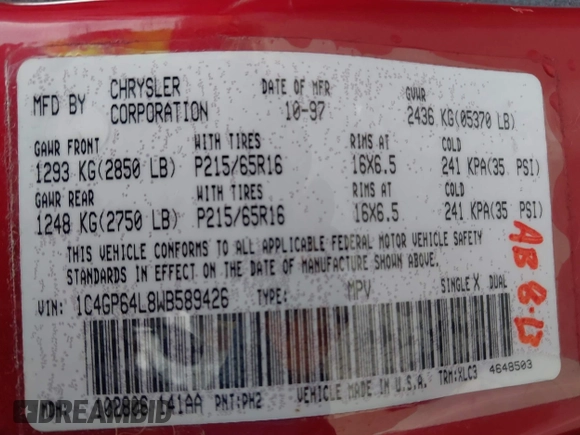 MFD BY CHRYSLER CORPORATION DATE OF MFR 10-97 GVWR 2436 KG(05370 LB)
GAWR FRONT WITH TIRES RIMS AT COLD
1293 KG(2850 LB) P215/65R16 16X6.5 241 KPA(35 PSI)
GAWR REAR WITH TIRES RIMS AT COLD
1248 KG(2750 LB) P215/65R16 16X6.5 241 KPA(35 PSI)
THIS VEHICLE CONFORMS TO ALL APPLICABLE FEDERAL MOTOR VEHICLE SAFETY
STANDARDS IN EFFECT ON THE DATE OF MANUFACTURE SHOWN ABOVE.
VIN: 1C4GP64L8WB589426 TYPE: MPV SINGLE X DUAL
MDH: 102806 141AA PNT:PH2 VEHICLE MADE IN U.S.A. TRM:XLC3 4648503
AB 8-13
DREAMBID